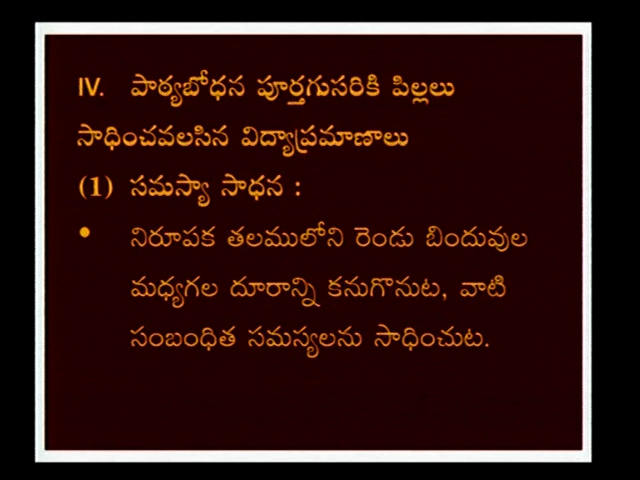 IV. పాఠ్యబోధన పూర్తగుసరికి పిల్లలు
సాధించవలసిన విద్యాప్రమాణాలు
(1) సమస్యా సాధన :
• నిరూపక తలములోని రెండు బిందువుల
మధ్యగల దూరాన్ని కనుగొనుట, వాటి
సంబంధిత సమస్యలను సాధించుట.